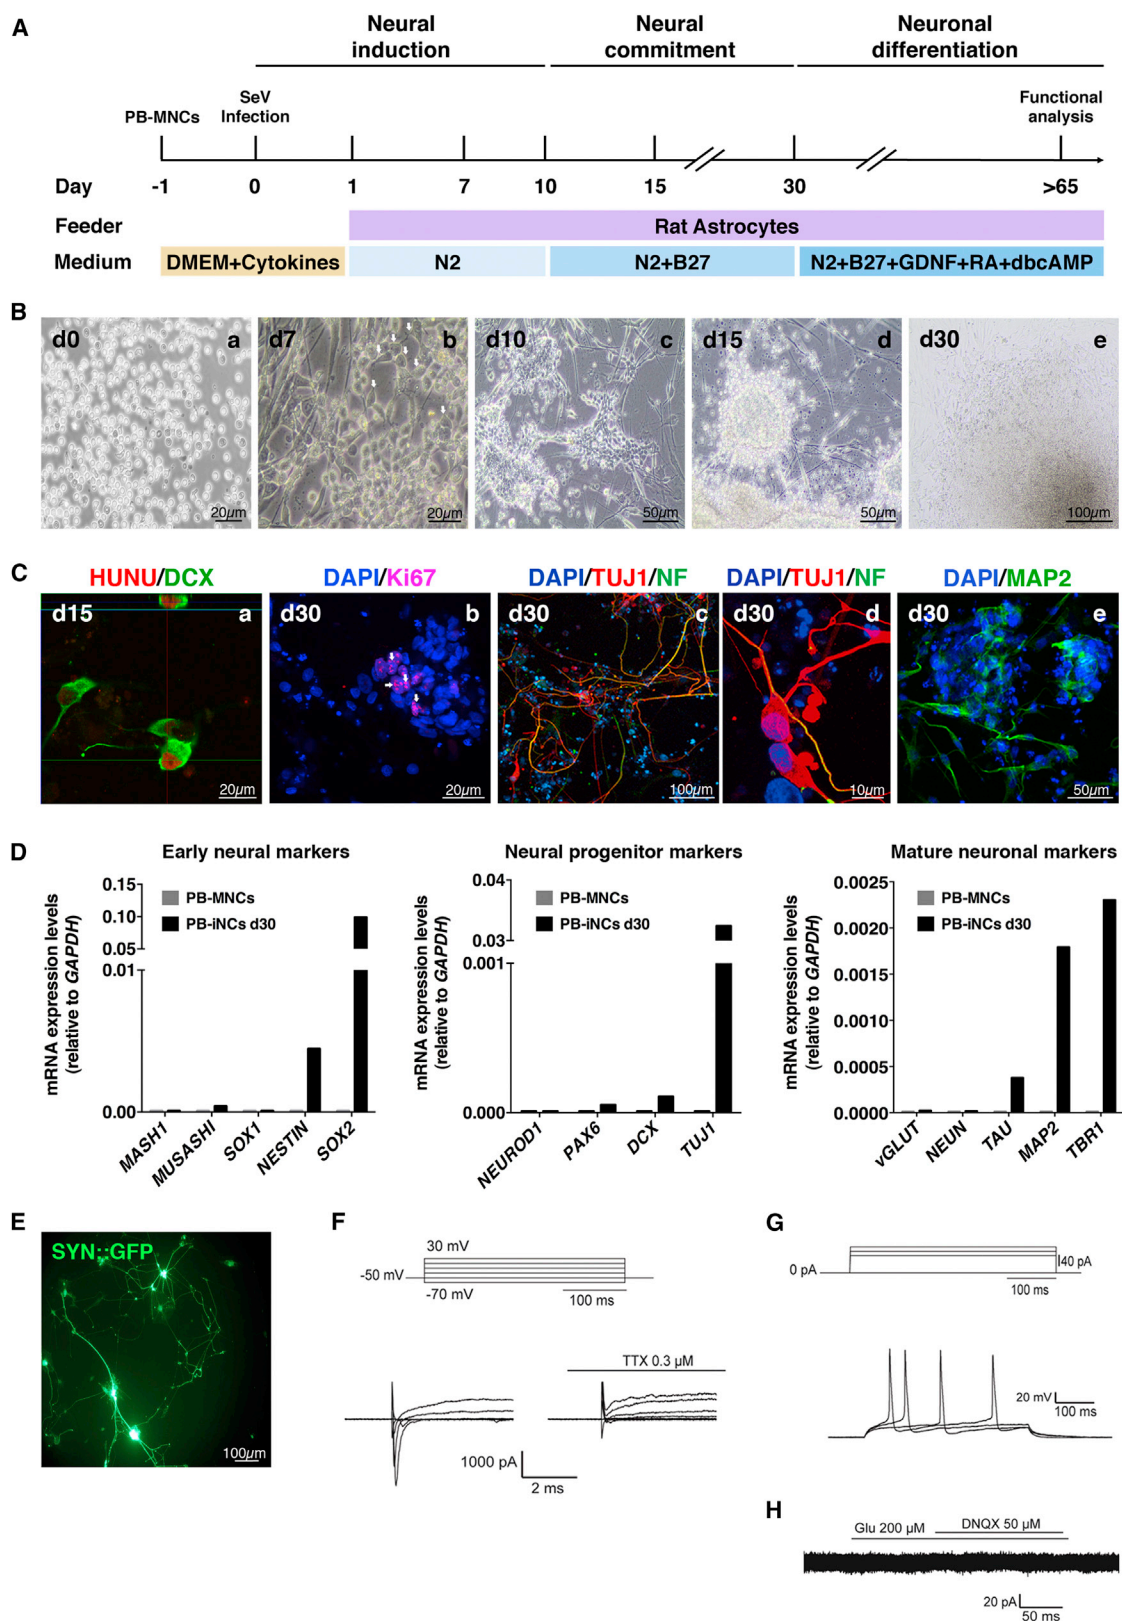 A
Neural induction
Neural commitment
Neuronal differentiation
PB-MNCs
SeV Infection
Functional analysis
Day -1 0 1 7 10 15 30 >65
Feeder Rat Astrocytes
Medium DMEM+Cytokines N2 N2+B27 N2+B27+GDNF+RA+dbcAMP
B
d0 a 20µm
d7 b 20µm
d10 c 50µm
d15 d 50µm
d30 e 100µm
C
HUNU/DCX
d15 a 20µm
DAPI/Ki67
d30 b 20µm
DAPI/TUJ1/NF
d30 c 100µm
DAPI/TUJ1/NF
d30 d 10µm
DAPI/MAP2
d30 e 50µm
D
Early neural markers
mRNA expression levels
(relative to GAPDH)
0.15
0.10
0.05
0.01
0.00
PB-MNCs
PB-iNCs d30
MASH1 MUSASHI SOX1 NESTIN SOX2
Neural progenitor markers
mRNA expression levels
(relative to GAPDH)
0.04
0.03
0.001
0.000
PB-MNCs
PB-iNCs d30
NEUROD1 PAX6 DCX TUJ1
Mature neuronal markers
mRNA expression levels
(relative to GAPDH)
0.0025
0.0020
0.0015
0.0010
0.0005
0.0000
PB-MNCs
PB-iNCs d30
vGLUT NEUN TAU MAP2 TBR1
E
SYN::GFP
100µm
F
30 mV
-50 mV
-70 mV
100 ms
TTX 0.3 µM
1000 pA
2 ms
G
0 pA
40 pA
100 ms
20 mV
100 ms
H
Glu 200 µM
DNQX 50 µM
20 pA
50 ms